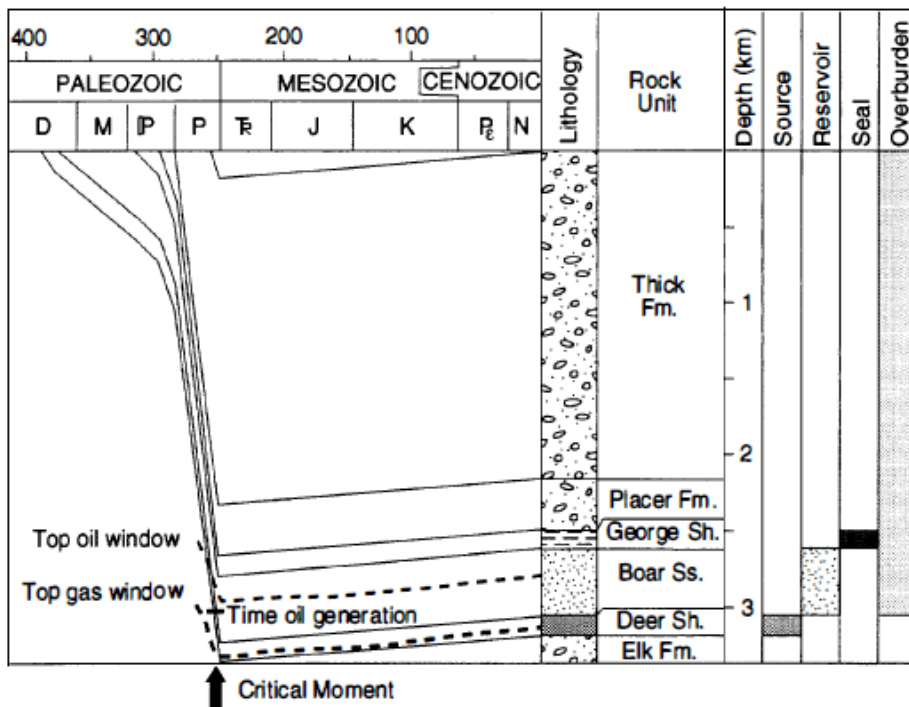 400 300 200 100
PALEOZOIC MESOZOIC CENOZOIC
D M ℙ P TR J K Pε N
Lithology
Rock
Unit
Depth (km)
Source
Reservoir
Seal
Overburden
Thick
Fm.
1
2
Placer Fm.
George Sh.
Top oil window
Boar Ss.
Top gas window
Time oil generation
3
Deer Sh.
Elk Fm.
Critical Moment